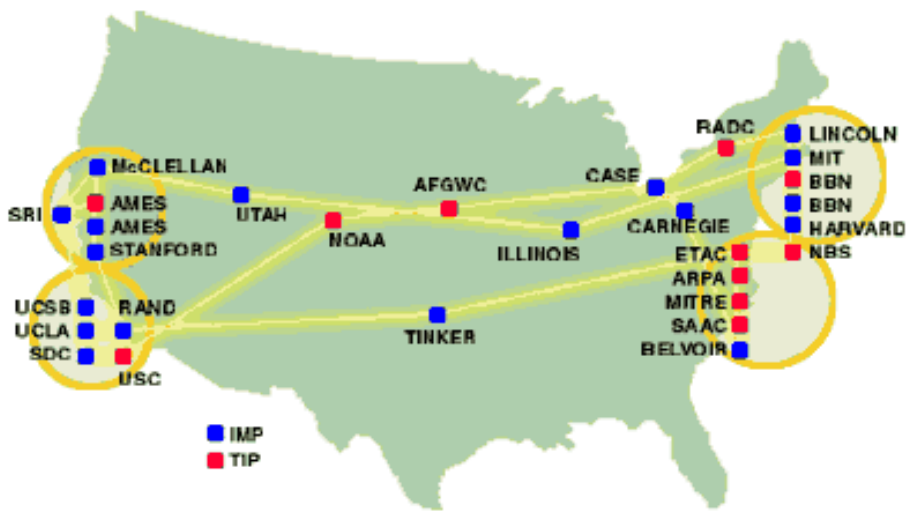 RADC
LINCOLN
McCLELLAN
MIT
CASE
AFGWC
BBN
AMES
BBN
SRI
UTAH
AMES
CARNEGIE
HARVARD
NOAA
STANFORD
ILLINOIS
ETAC
NBS
ARPA
UCSB
RAND
MITRE
UCLA
TINKER
SAAC
SDC
BELVOIR
USC
IMP
TIP